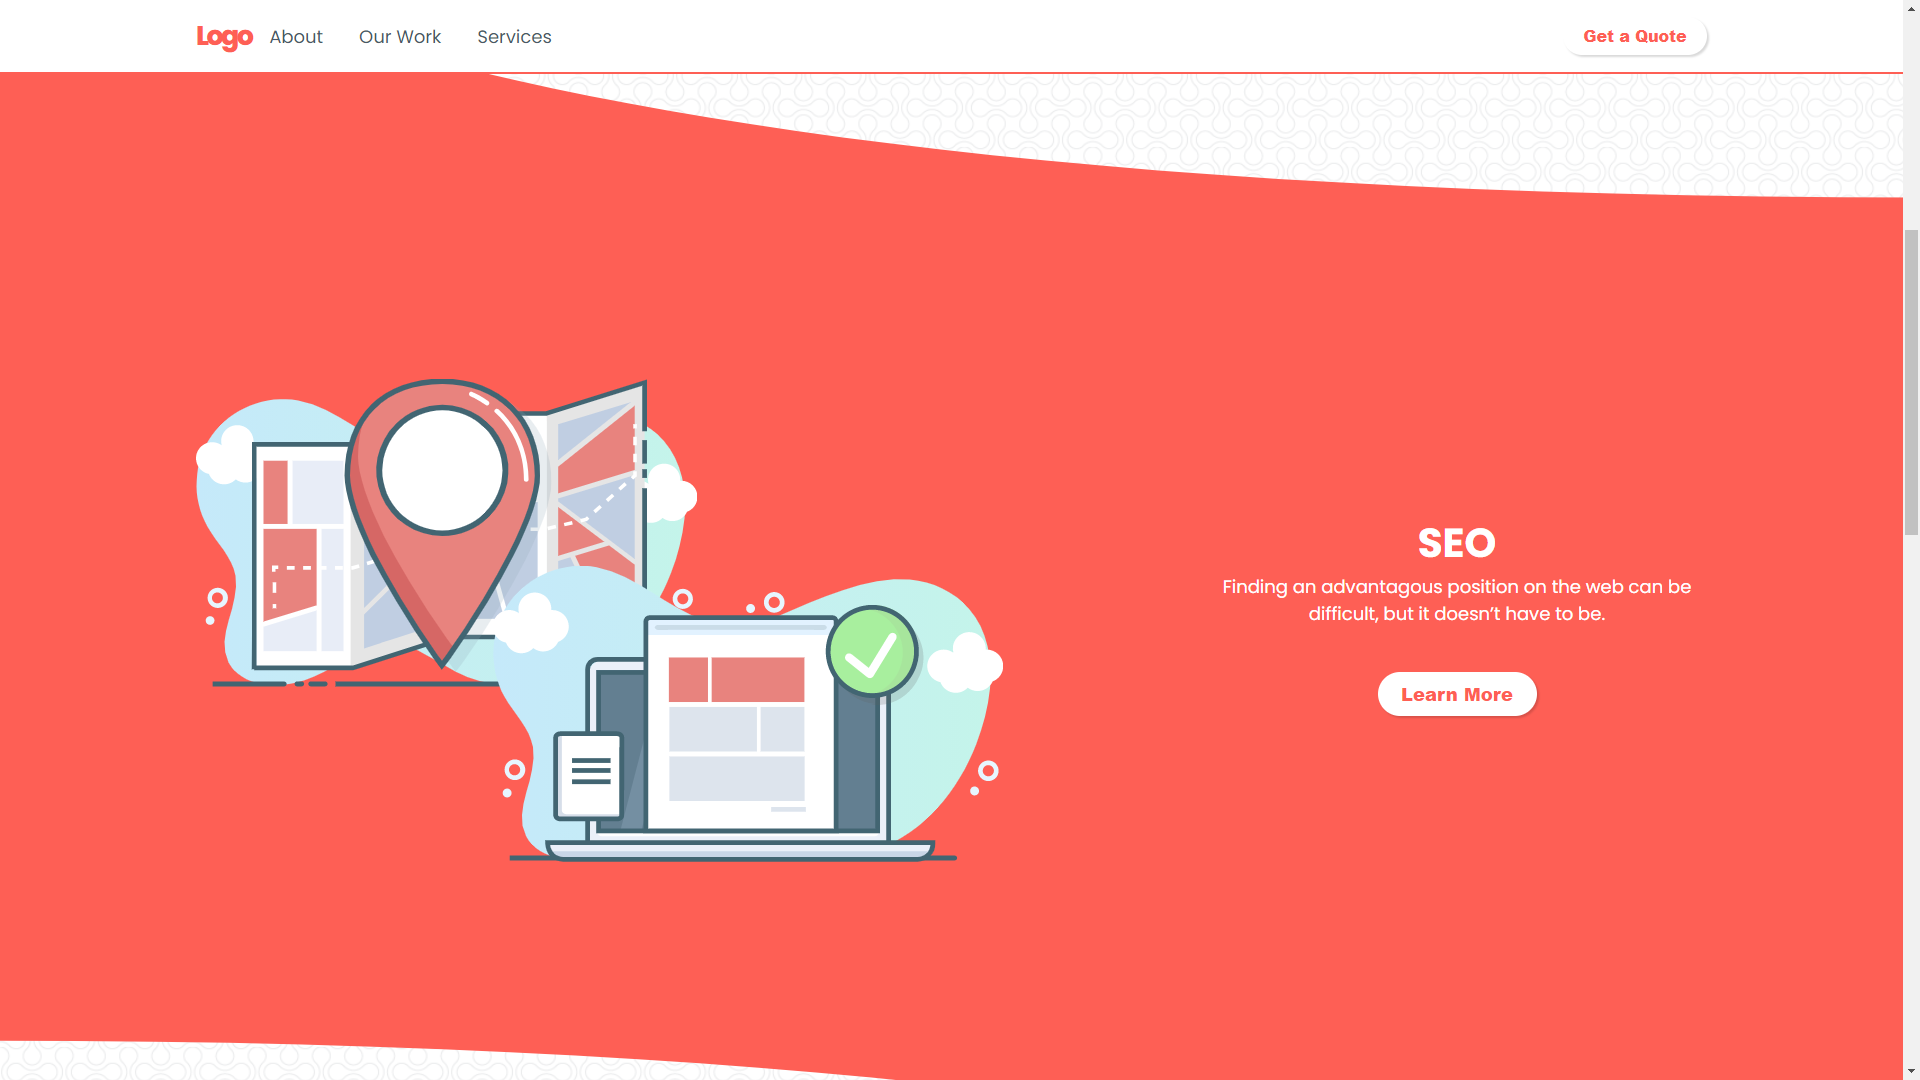 Logo About Our Work Services Get a Quote
SEO
Finding an advantagous position on the web can be
difficult, but it doesn’t have to be.
Learn More